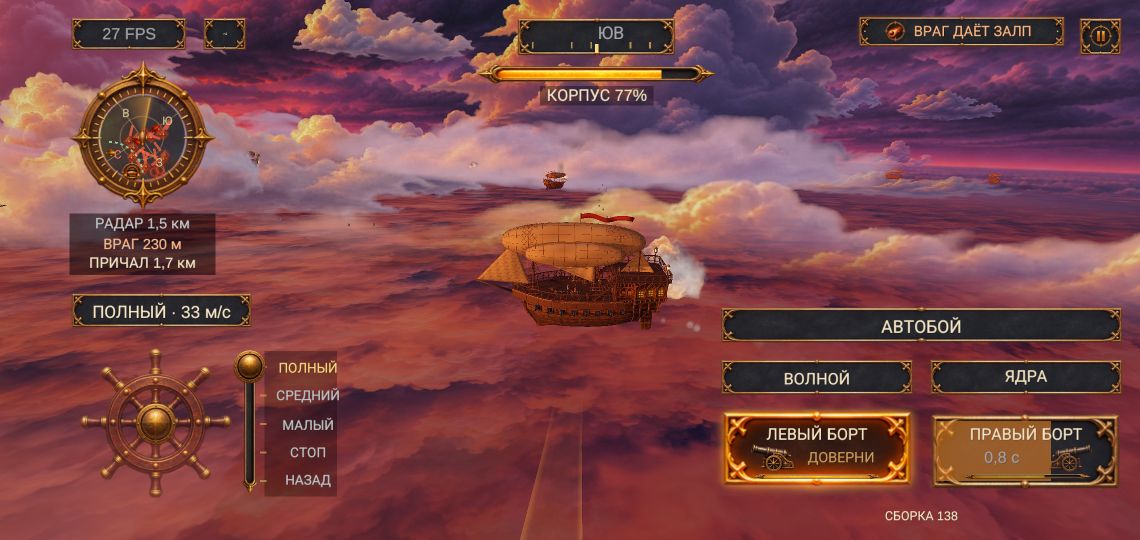 27 FPS
ЮВ
ВРАГ ДАЁТ ЗАЛП
КОРПУС 77%
В
Ю
С
З
РАДАР 1,5 км
ВРАГ 230 м
ПРИЧАЛ 1,7 км
ПОЛНЫЙ · 33 м/с
АВТОБОЙ
ПОЛНЫЙ
СРЕДНИЙ
МАЛЫЙ
СТОП
НАЗАД
ВОЛНОЙ
ЯДРА
ЛЕВЫЙ БОРТ
ДОВЕРНИ
ПРАВЫЙ БОРТ
0,8 с
СБОРКА 138